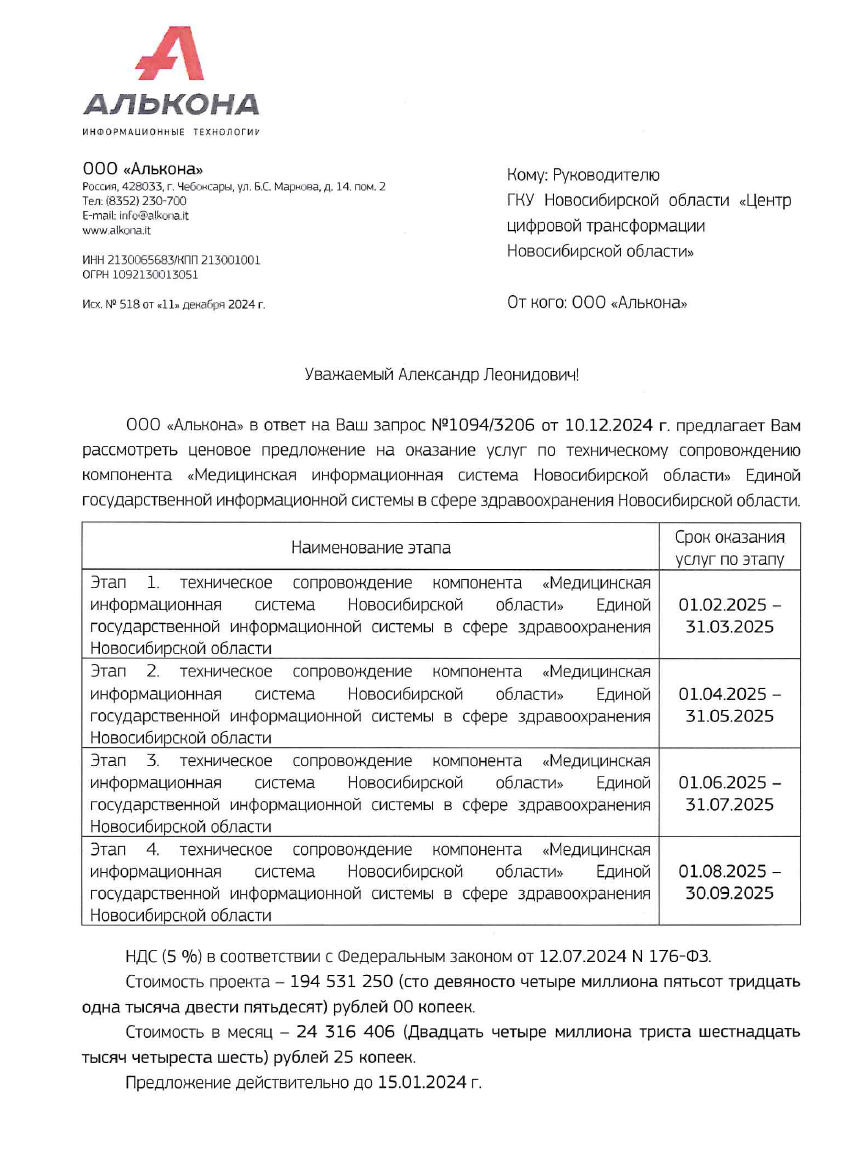 АЛЬКОНА
ИНФОРМАЦИОННЫЕ ТЕХНОЛОГИИ
ООО «Алькона»
Россия, 428033, г. Чебоксары, ул. Б.С. Маркова, д. 14. пом. 2
Тел: (8352) 230-700
E-mail: info@alkona.it
www.alkona.it
ИНН 2130065683/КПП 213001001
ОГРН 1092130013051
Исх. № 518 от «11» декабря 2024 г.
Кому: Руководителю
ГКУ Новосибирской области «Центр
цифровой трансформации
Новосибирской области»
От кого: ООО «Алькона»
Уважаемый Александр Леонидович!
ООО «Алькона» в ответ на Ваш запрос №1094/3206 от 10.12.2024 г. предлагает Вам
рассмотреть ценовое предложение на оказание услуг по техническому сопровождению
компонента «Медицинская информационная система Новосибирской области» Единой
государственной информационной системы в сфере здравоохранения Новосибирской области.
Наименование этапа
Срок оказания
услуг по этапу
Этап 1. техническое сопровождение компонента «Медицинская
информационная система Новосибирской области» Единой
государственной информационной системы в сфере здравоохранения
Новосибирской области
01.02.2025 –
31.03.2025
Этап 2. техническое сопровождение компонента «Медицинская
информационная система Новосибирской области» Единой
государственной информационной системы в сфере здравоохранения
Новосибирской области
01.04.2025 –
31.05.2025
Этап 3. техническое сопровождение компонента «Медицинская
информационная система Новосибирской области» Единой
государственной информационной системы в сфере здравоохранения
Новосибирской области
01.06.2025 –
31.07.2025
Этап 4. техническое сопровождение компонента «Медицинская
информационная система Новосибирской области» Единой
государственной информационной системы в сфере здравоохранения
Новосибирской области
01.08.2025 –
30.09.2025
НДС (5 %) в соответствии с Федеральным законом от 12.07.2024 N 176-ФЗ.
Стоимость проекта – 194 531 250 (сто девяносто четыре миллиона пятьсот тридцать
одна тысяча двести пятьдесят) рублей 00 копеек.
Стоимость в месяц – 24 316 406 (Двадцать четыре миллиона триста шестнадцать
тысяч четыреста шесть) рублей 25 копеек.
Предложение действительно до 15.01.2024 г.